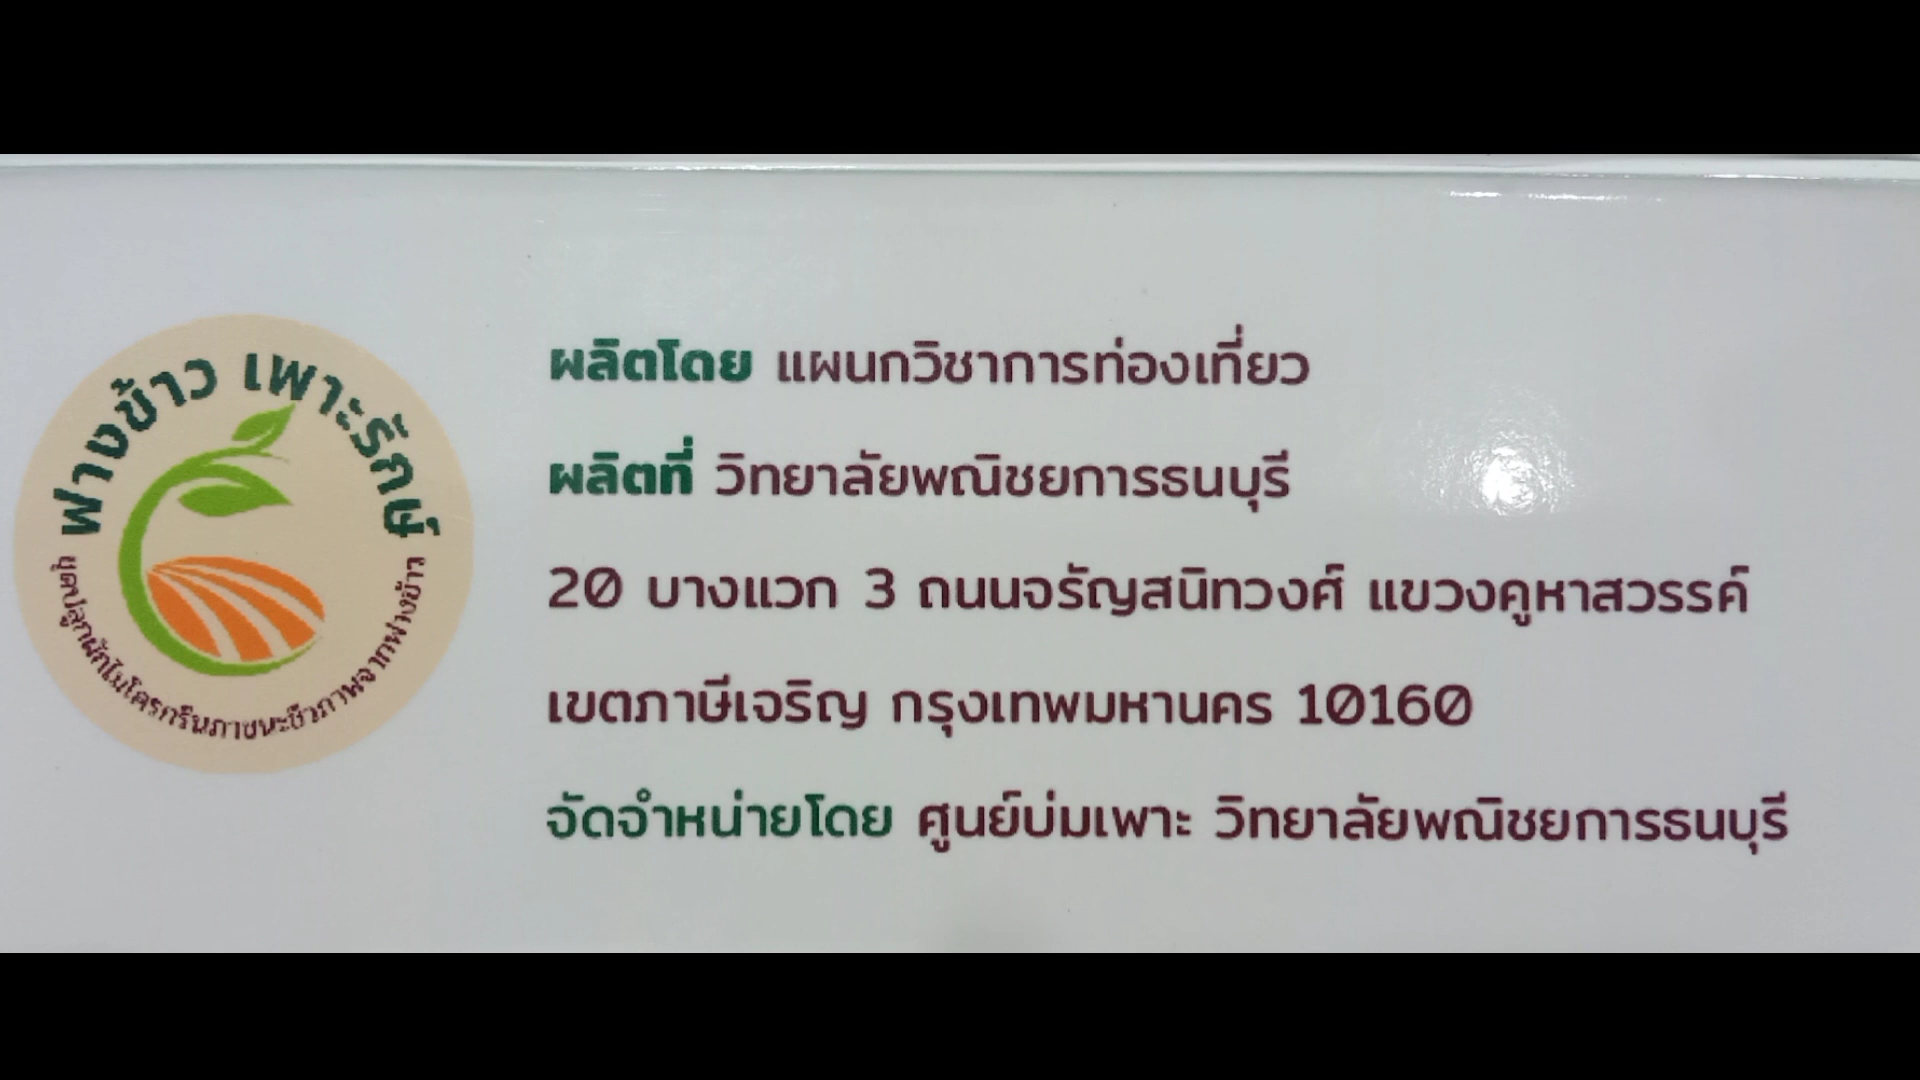 ฟางข้าว เพาะรักษ์
ชุดปลูกผักไมโครกรีนภาชนะชีวภาพจากฟางข้าว
ผลิตโดย แผนกวิชาการท่องเที่ยว
ผลิตที่ วิทยาลัยพณิชยการธนบุรี
20 บางแวก 3 ถนนจรัญสนิทวงศ์ แขวงคูหาสวรรค์
เขตภาษีเจริญ กรุงเทพมหานคร 10160
จัดจำหน่ายโดย ศูนย์บ่มเพาะ วิทยาลัยพณิชยการธนบุรี